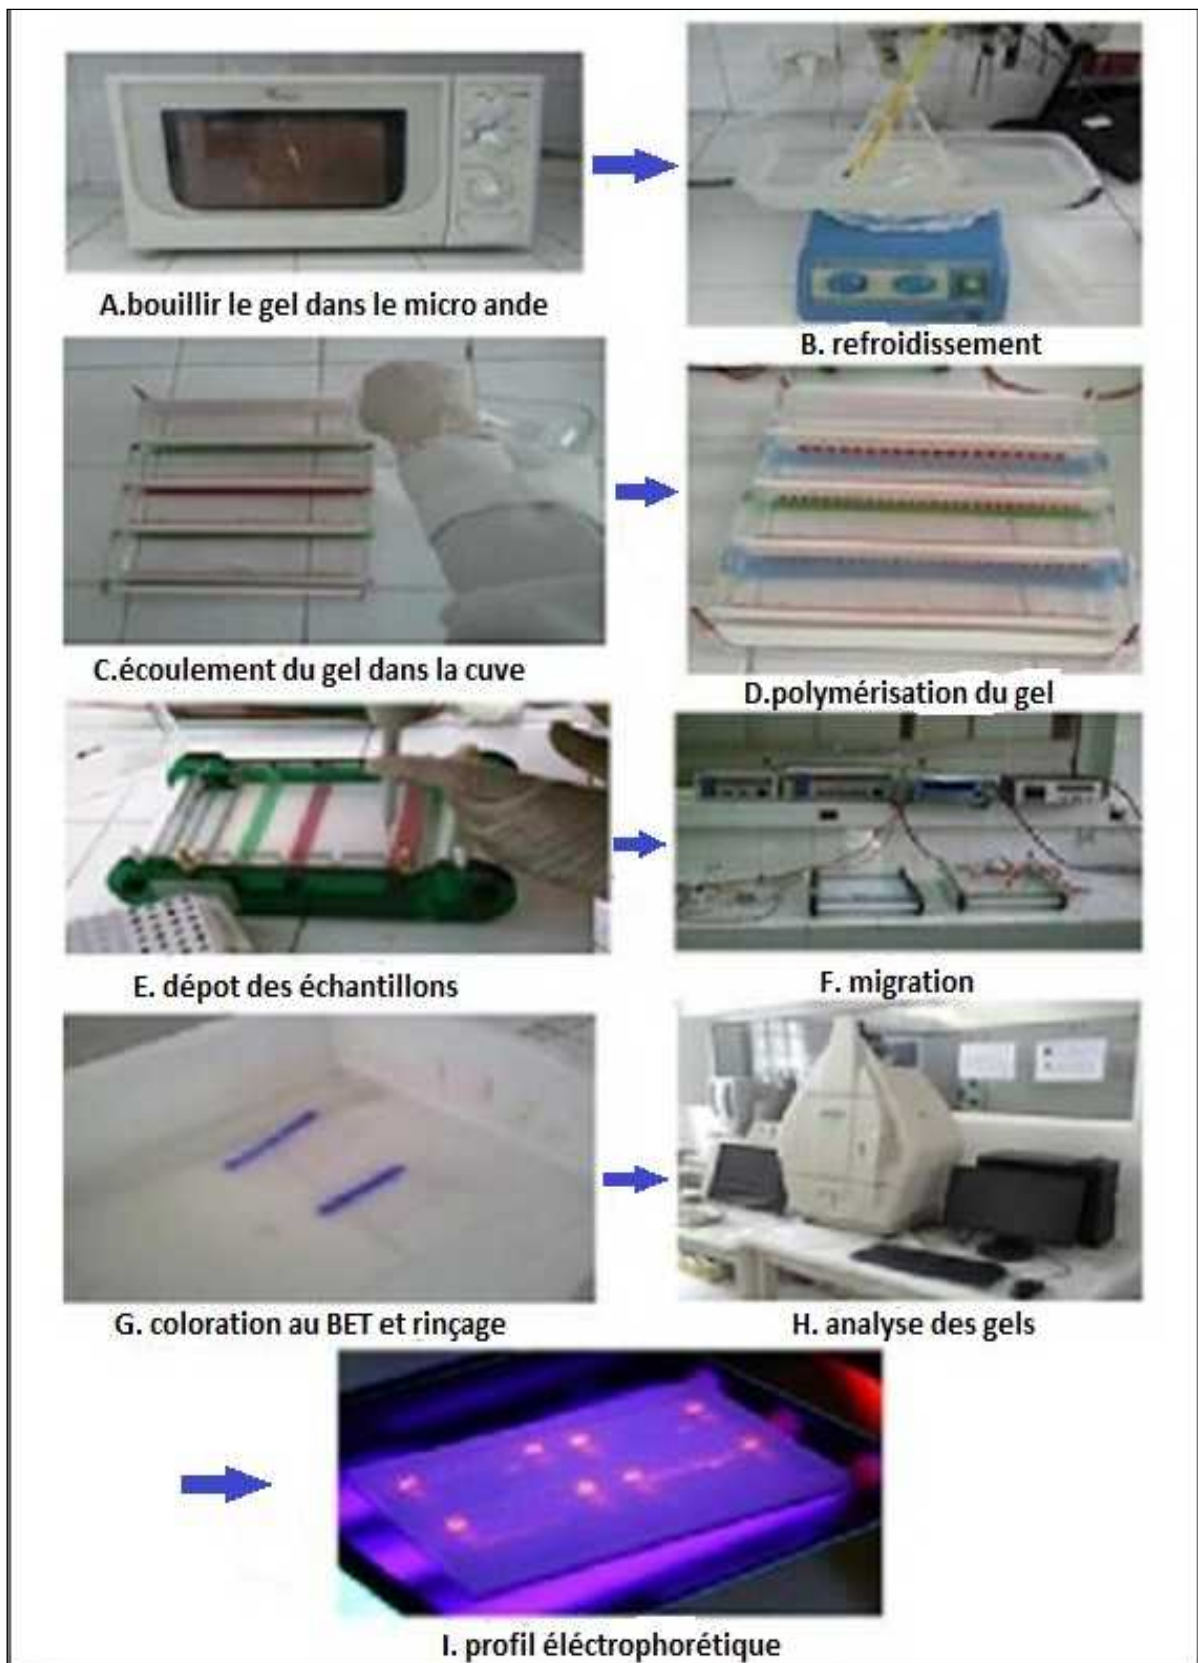 A.bouillir le gel dans le micro ande
B. refroidissement
C.écoulement du gel dans la cuve
D.polymérisation du gel
E. dépot des échantillons
F. migration
G. coloration au BET et rinçage
H. analyse des gels
I. profil éléctrophorétique